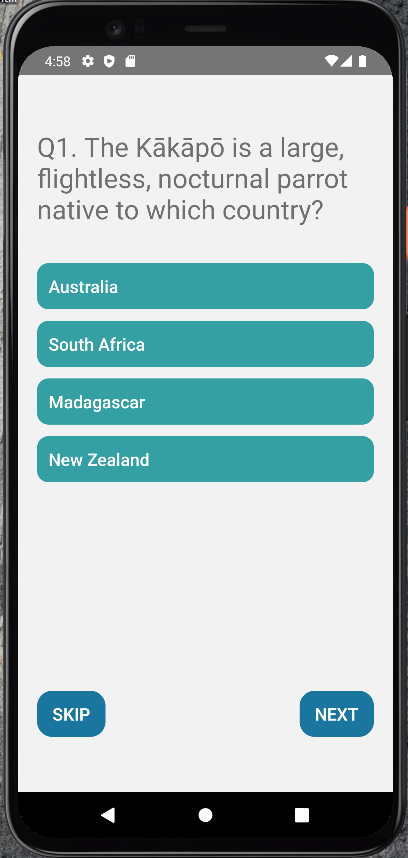 4:58
Q1. The Kākāpō is a large,
flightless, nocturnal parrot
native to which country?
Australia
South Africa
Madagascar
New Zealand
SKIP
NEXT